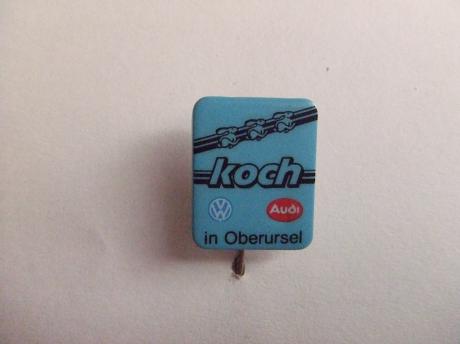 koch
VW Audi
in Oberursel